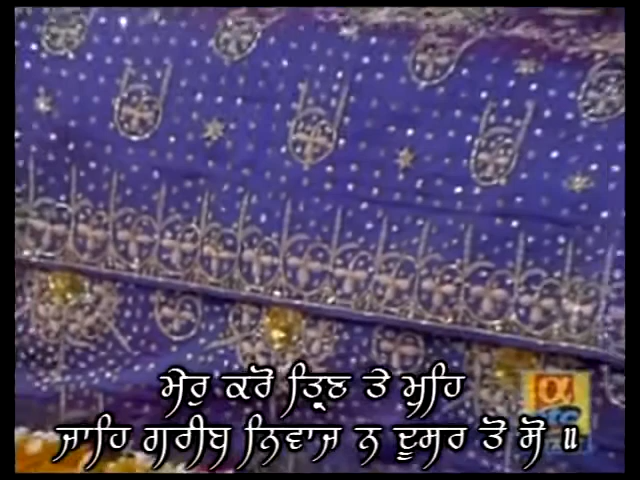 ਮੇਰੁ ਕਰੋ ਤ੍ਰਿਣ ਤੇ ਮੁਹਿ
ਜਾਹਿ ਗਰੀਬ ਨਿਵਾਜ ਨ ਦੂਸਰ ਤੋ ਸੋ ॥